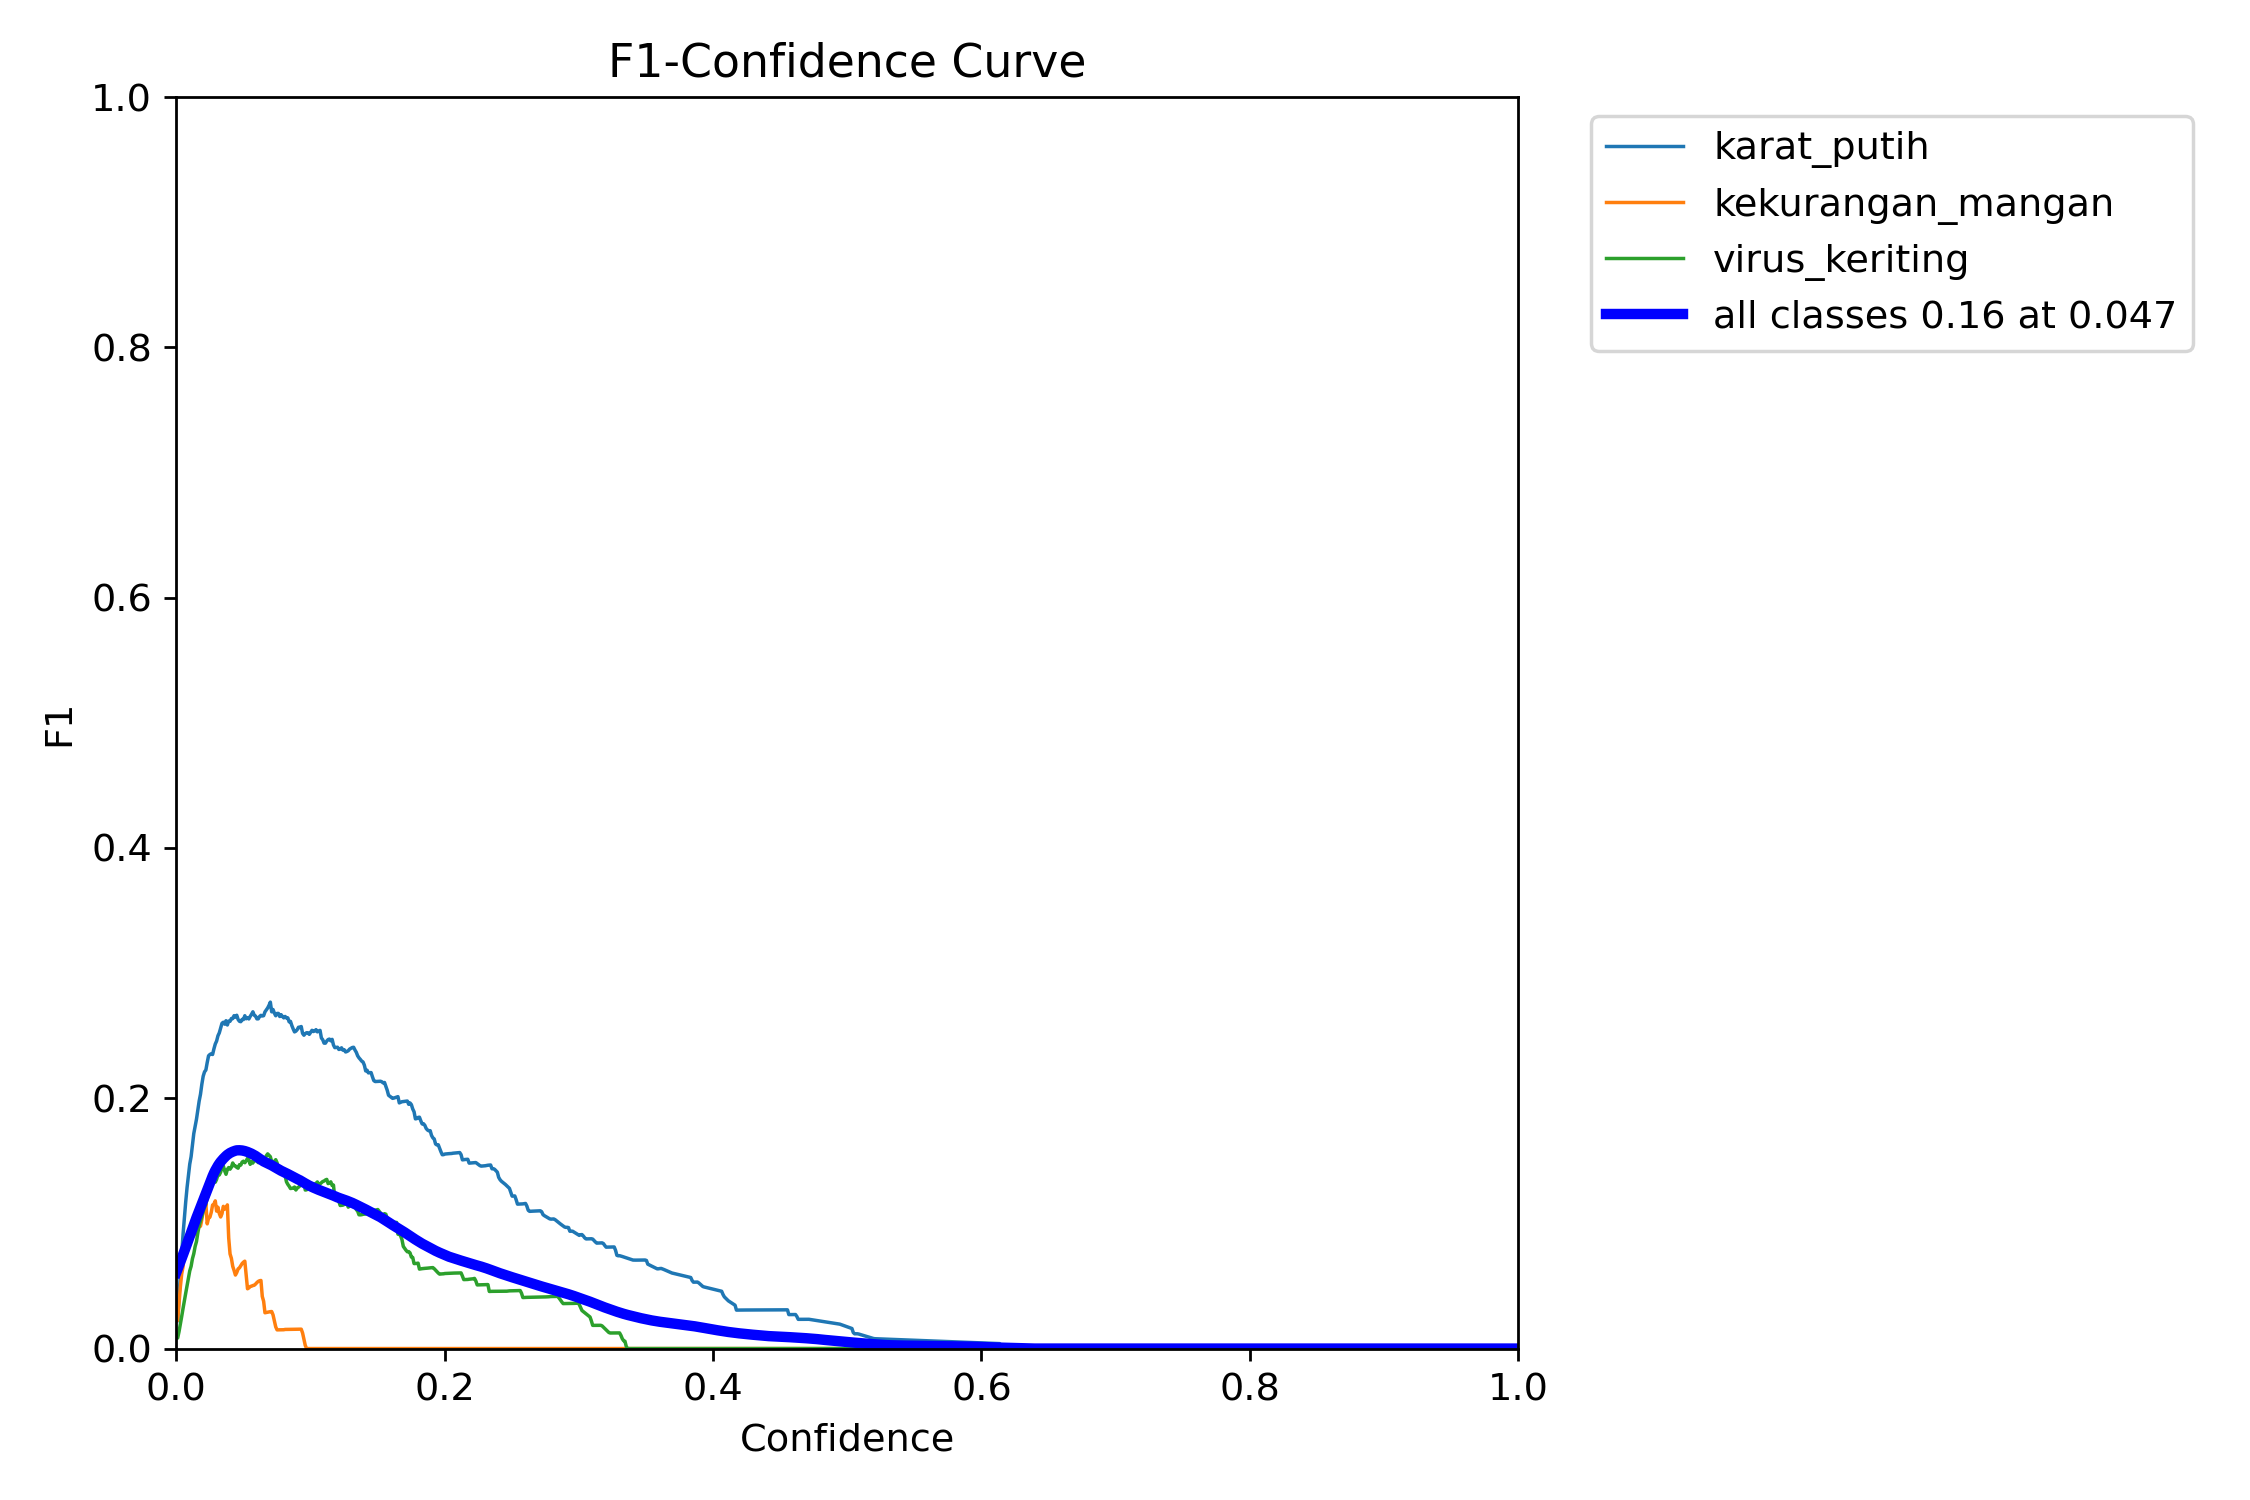 F1-Confidence Curve
1.0
0.8
0.6
0.4
0.2
0.0
F1
0.0 0.2 0.4 0.6 0.8 1.0
Confidence
karat_putih
kekurangan_mangan
virus_keriting
all classes 0.16 at 0.047